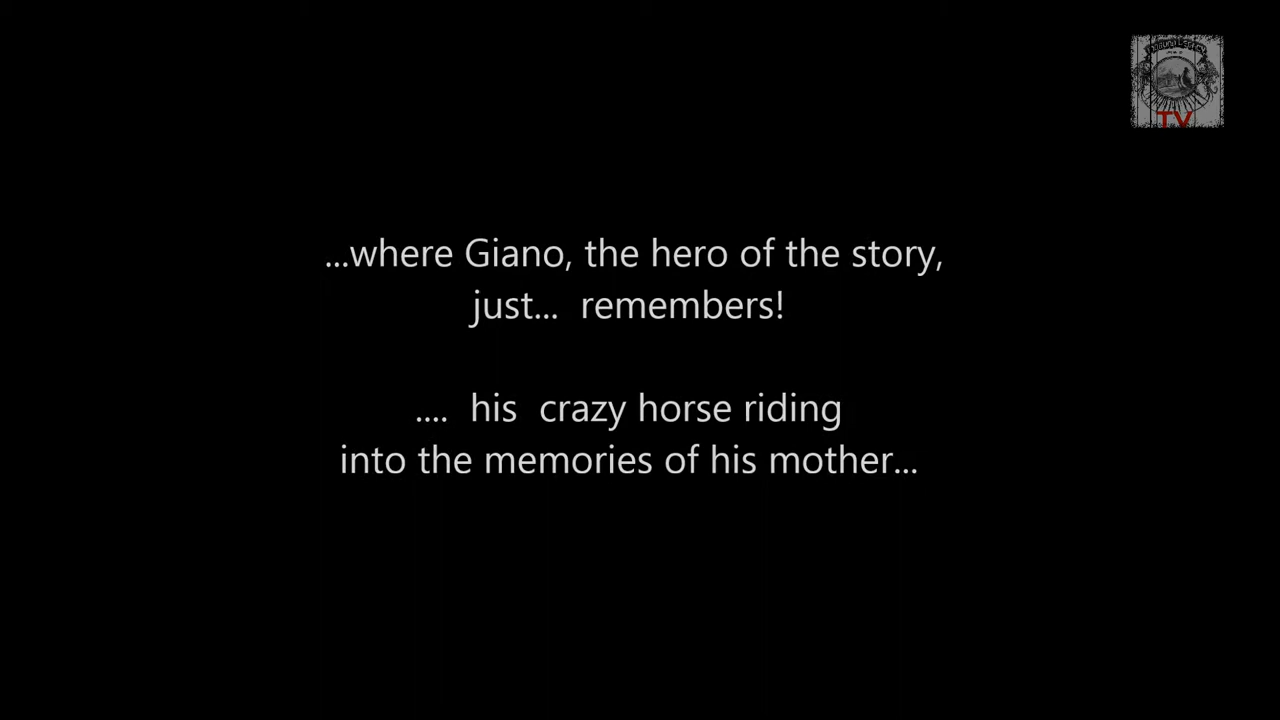 ...where Giano, the hero of the story,
just...  remembers!
....  his  crazy horse riding
into the memories of his mother...
TV